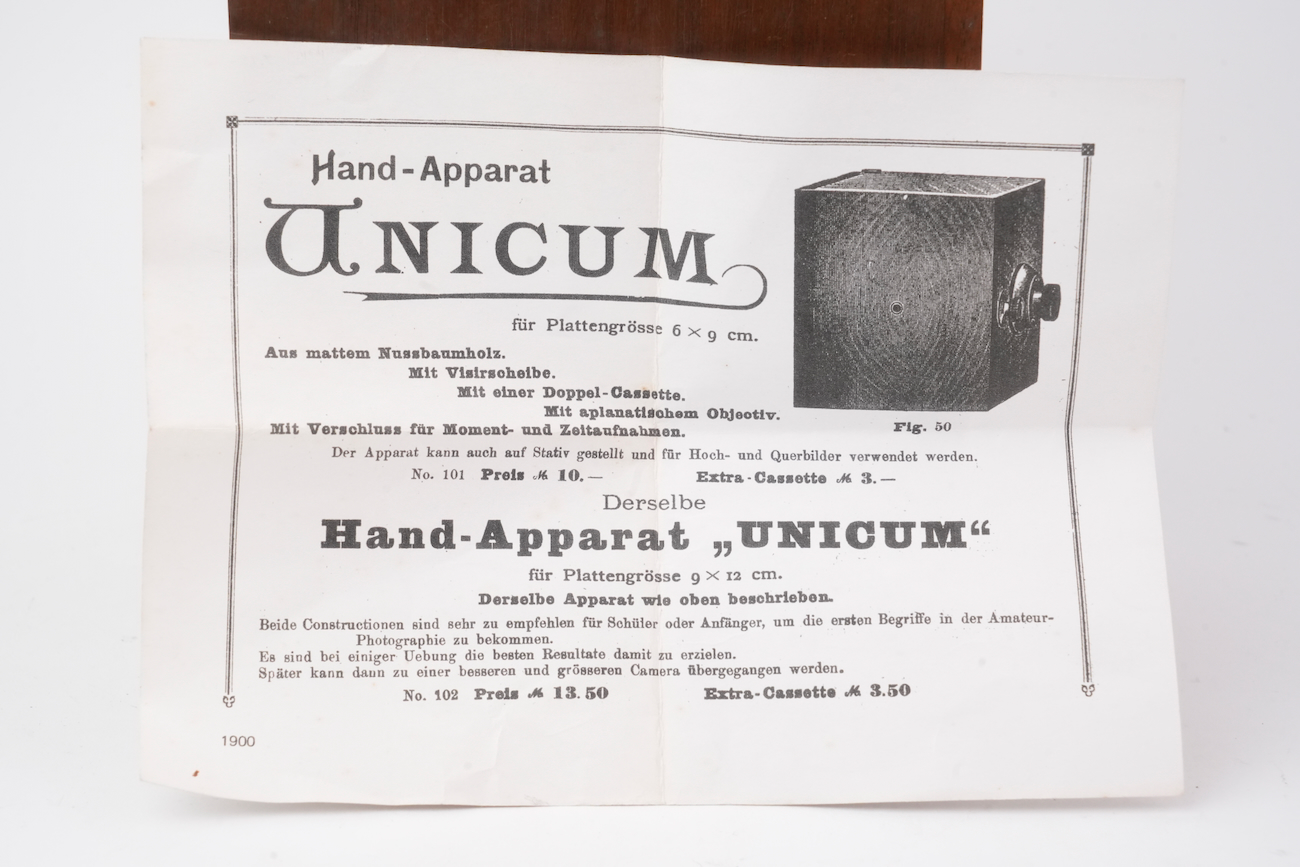 Hand-Apparat
UNICUM
für Plattengrösse 6 × 9 cm.
Aus mattem Nussbaumholz.
Mit Visirscheibe.
Mit einer Doppel-Cassette.
Mit aplanatischem Objectiv.
Mit Verschluss für Moment- und Zeitaufnahmen.
Fig. 50
Der Apparat kann auch auf Stativ gestellt und für Hoch- und Querbilder verwendet werden.
No. 101 Preis ℳ 10.— Extra-Cassette ℳ 3.—
Derselbe
Hand-Apparat „UNICUM“
für Plattengrösse 9 × 12 cm.
Derselbe Apparat wie oben beschrieben.
Beide Constructionen sind sehr zu empfehlen für Schüler oder Anfänger, um die ersten Begriffe in der Amateur-
Photographie zu bekommen.
Es sind bei einiger Uebung die besten Resultate damit zu erzielen.
Später kann dann zu einer besseren und grösseren Camera übergegangen werden.
No. 102 Preis ℳ 13.50 Extra-Cassette ℳ 3.50
1900